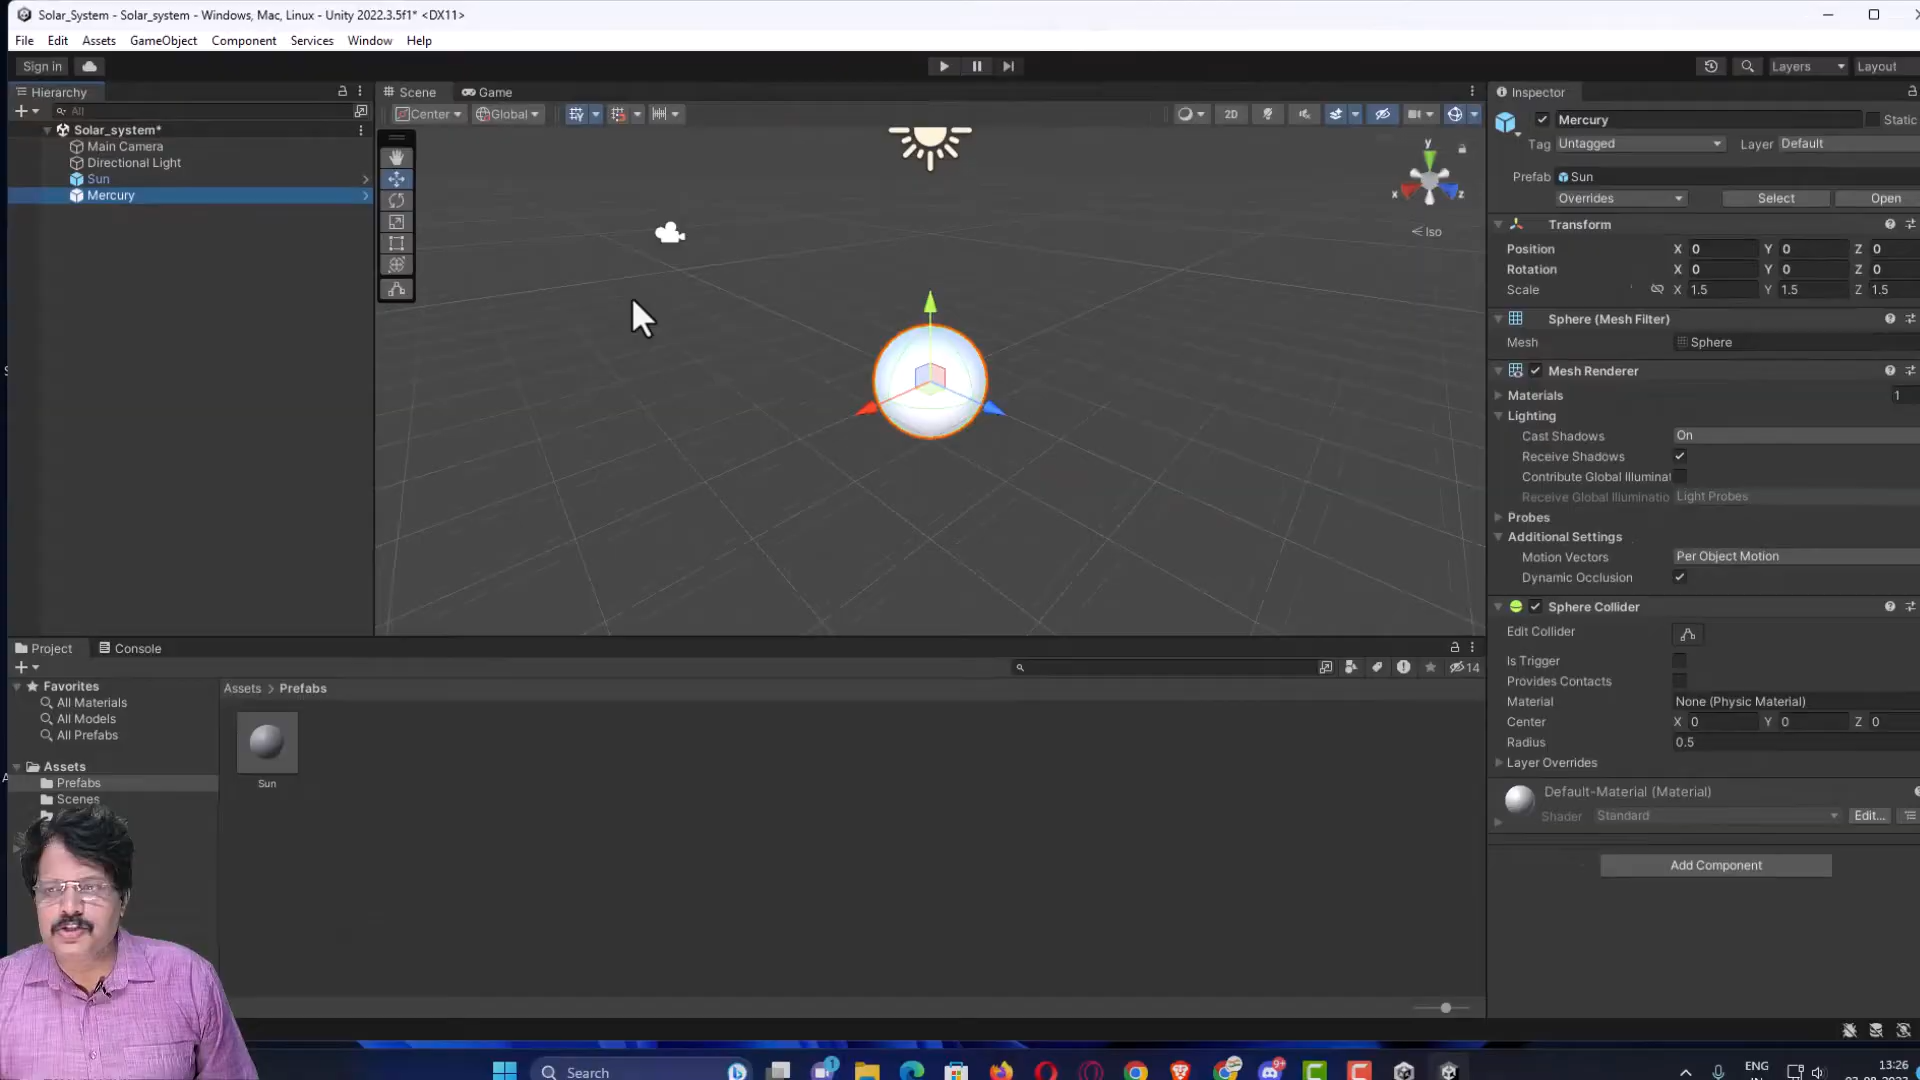 Solar_System - Solar_system - Windows, Mac, Linux - Unity 2022.3.5f1* <DX11>
File Edit Assets GameObject Component Services Window Help
Sign in Layers Layout
Hierarchy Scene Game Inspector
All Center Global 2D Mercury Static
Solar_system* Tag Untagged Layer Default
Main Camera
Directional Light
Sun Prefab Sun
Mercury Overrides Select Open
y
x z
Iso
Transform
Position X 0 Y 0 Z 0
Rotation X 0 Y 0 Z 0
Scale X 1.5 Y 1.5 Z 1.5
Sphere (Mesh Filter)
Mesh Sphere
Mesh Renderer
Materials 1
Lighting
Cast Shadows On
Receive Shadows
Contribute Global Illuminat
Receive Global Illuminatio Light Probes
Probes
Additional Settings
Motion Vectors Per Object Motion
Dynamic Occlusion
Sphere Collider
Edit Collider
Is Trigger
Provides Contacts
Material None (Physic Material)
Center X 0 Y 0 Z 0
Radius 0.5
Layer Overrides
Default-Material (Material)
Shader Standard Edit...
Add Component
Project Console
14
Favorites Assets > Prefabs
All Materials
All Models
All Prefabs
Assets
Prefabs
Scenes
Sun
Search
1
9+
ENG
IN
13:26